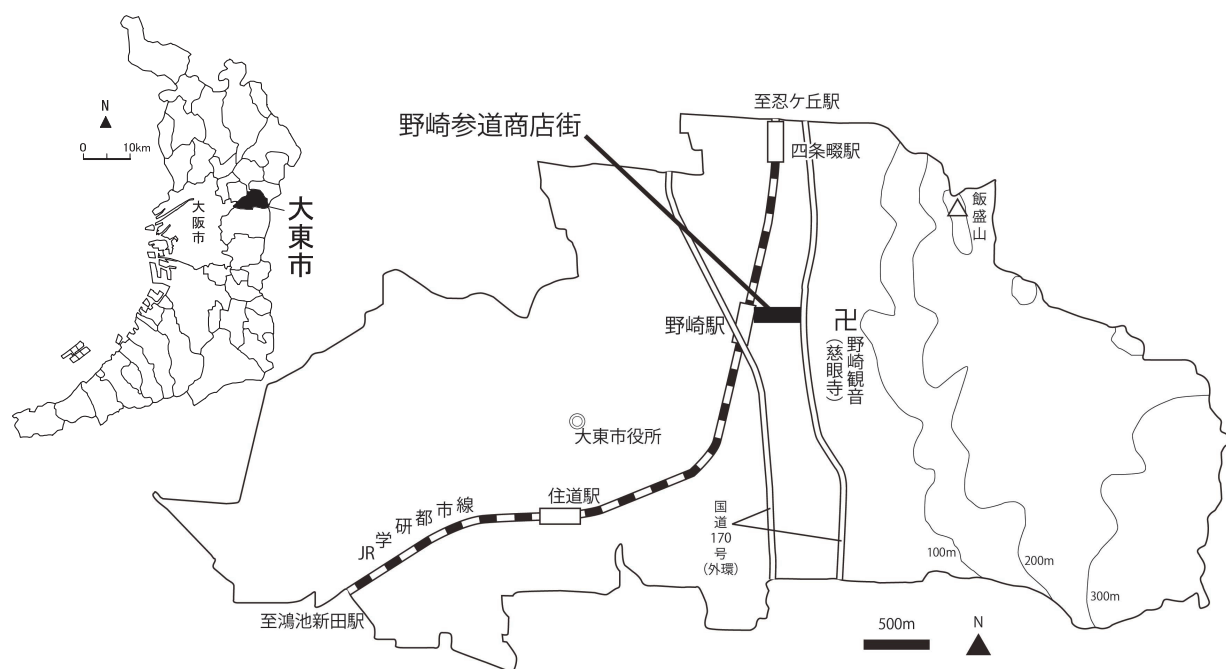 N
0 10km
大阪市
大東市
至忍ケ丘駅
野崎参道商店街
四条畷駅
飯盛山
野崎駅
卍
野崎観音
(慈眼寺)
大東市役所
住道駅
JR学研都市線
国道170号
(外環)
100m
200m
300m
至鴻池新田駅
500m
N